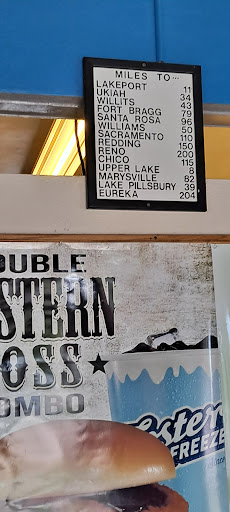 MILES TO...
LAKEPORT 11
UKIAH 34
WILLITS 43
FORT BRAGG 79
SANTA ROSA 96
WILLIAMS 50
SACRAMENTO 110
REDDING 150
RENO 200
CHICO 115
UPPER LAKE 8
MARYSVILLE 82
LAKE PILLSBURY 39
EUREKA 204
OUBLE
STERN
OSS
OMBO
ster
FREEZE